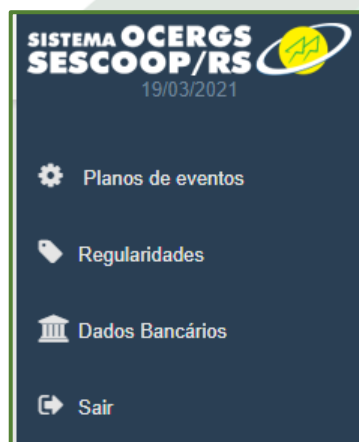 SISTEMA OCERGS
SESCOOP/RS
19/03/2021
Planos de eventos
Regularidades
Dados Bancários
Sair